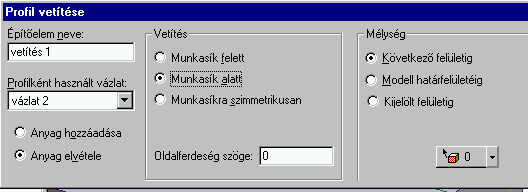 Profil vetítése
Építőelem neve:
vetítés 1
Profilként használt vázlat:
vázlat 2
Anyag hozzáadása
Anyag elvétele
Vetítés
Munkasík felett
Munkasík alatt
Munkasíkra szimmetrikusan
Oldalferdeség szöge:
0
Mélység
Következő felületig
Modell határfelületéig
Kijelölt felületig
0